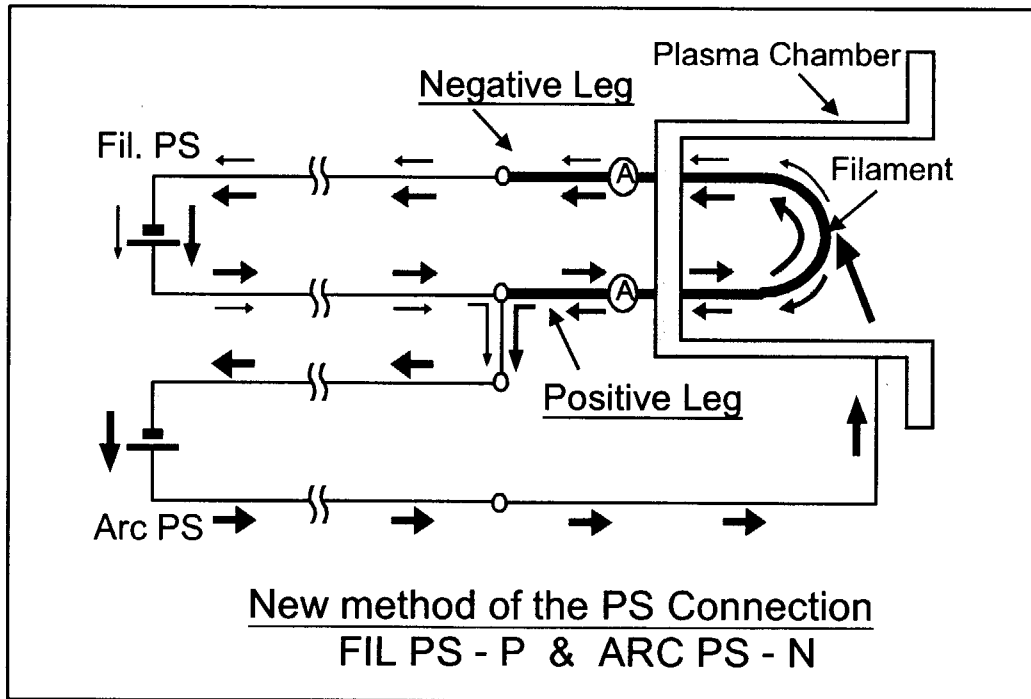 Plasma Chamber
Negative Leg
Fil. PS
A
Filament
A
Positive Leg
Arc PS
New method of the PS Connection
FIL PS - P & ARC PS - N